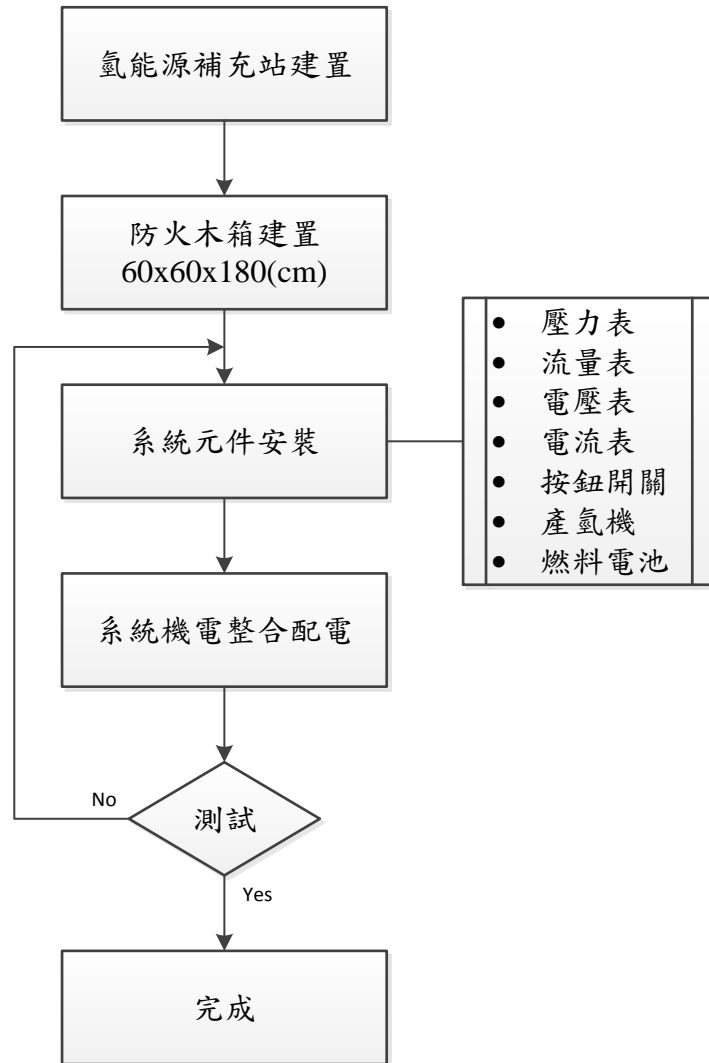 氫能源補充站建置
防火木箱建置
60x60x180(cm)
• 壓力表
• 流量表
• 電壓表
• 電流表
• 按鈕開關
• 產氫機
• 燃料電池
系統元件安裝
系統機電整合配電
測試
No
Yes
完成